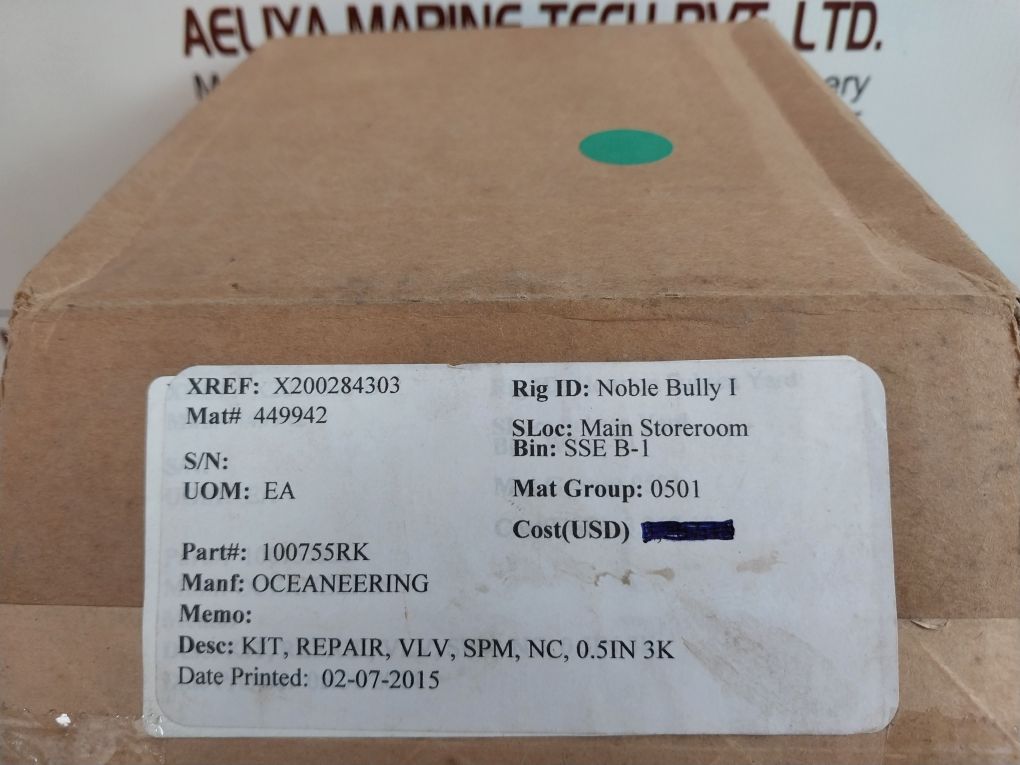 AELIYA MARINE TECH PVT. LTD.
XREF: X200284303
Mat# 449942
S/N:
UOM: EA
Part#: 100755RK
Manf: OCEANEERING
Memo:
Desc: KIT, REPAIR, VLV, SPM, NC, 0.5IN 3K
Date Printed: 02-07-2015
Rig ID: Noble Bully I
SLoc: Main Storeroom
Bin: SSE B-1
Mat Group: 0501
Cost(USD)